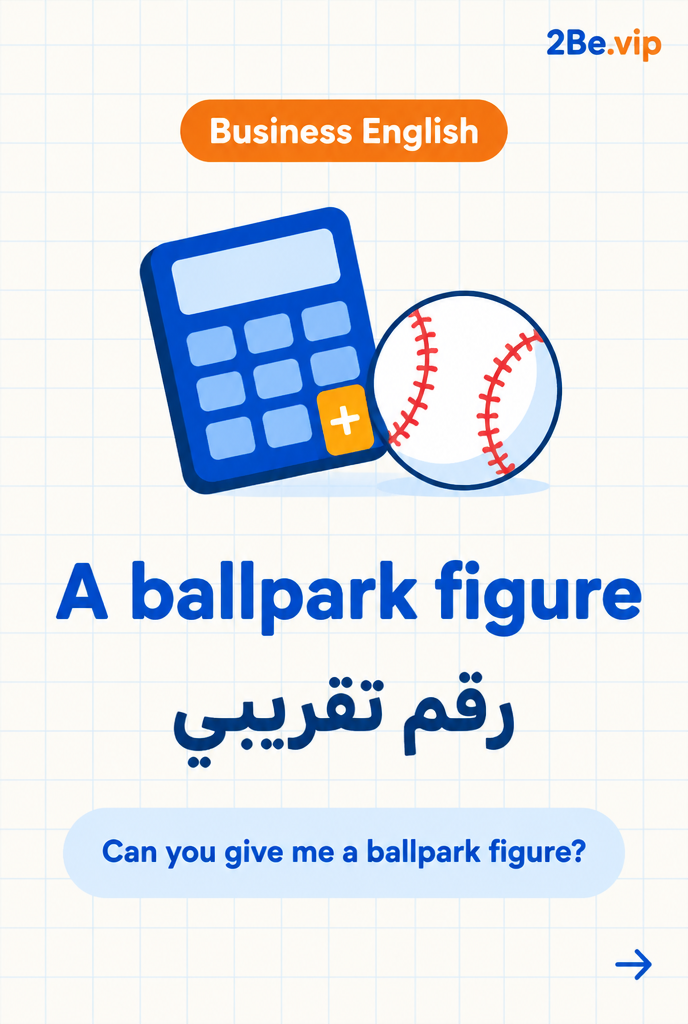 2Be.vip
Business English
+
A ballpark figure
رقم تقريبي
Can you give me a ballpark figure?